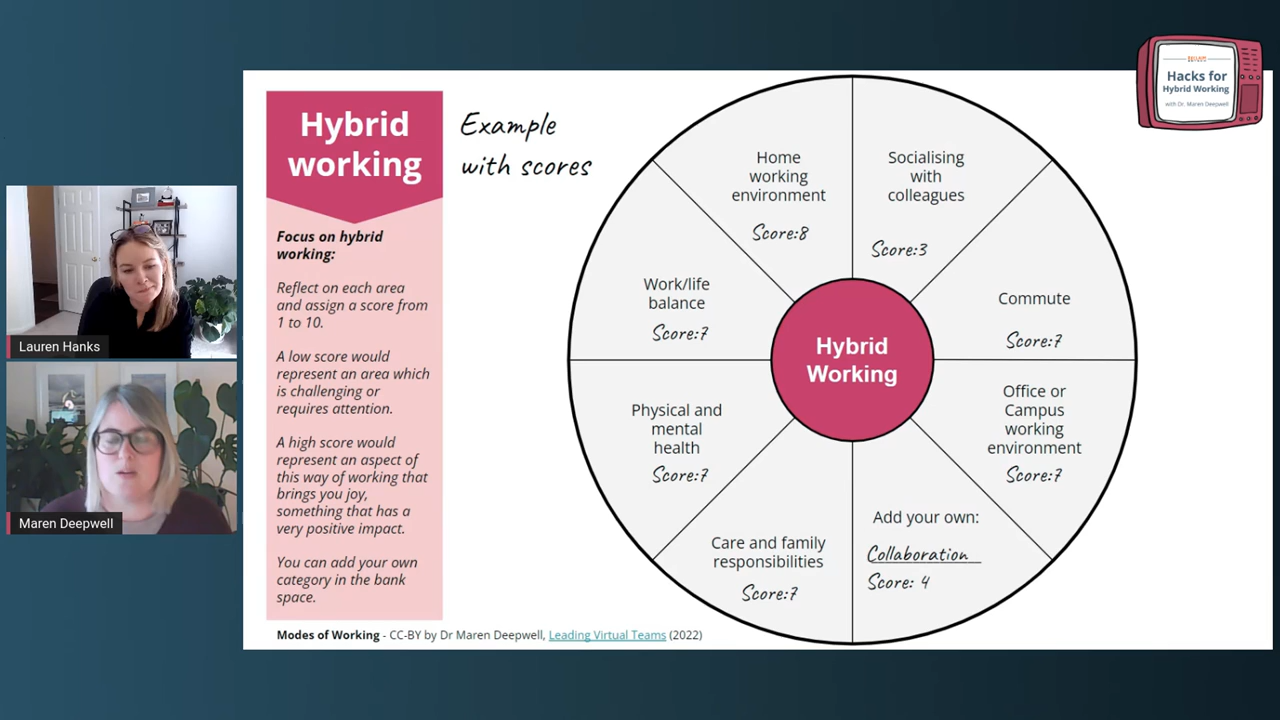 Hacks for
Hybrid Working
with Dr. Maren Deepwell
Hybrid
working
Example
with scores
Focus on hybrid
working:
Reflect on each area
and assign a score from
1 to 10.
A low score would
represent an area which
is challenging or
requires attention.
A high score would
represent an aspect of
this way of working that
brings you joy,
something that has a
very positive impact.
You can add your own
category in the bank
space.
Home
working
environment
Score:8
Socialising
with
colleagues
Score:3
Work/life
balance
Score:7
Commute
Score:7
Hybrid
Working
Physical and
mental
health
Score:7
Office or
Campus
working
environment
Score:7
Care and family
responsibilities
Score:7
Add your own:
Collaboration
Score: 4
Modes of Working - CC-BY by Dr Maren Deepwell, Leading Virtual Teams (2022)
Lauren Hanks
Maren Deepwell